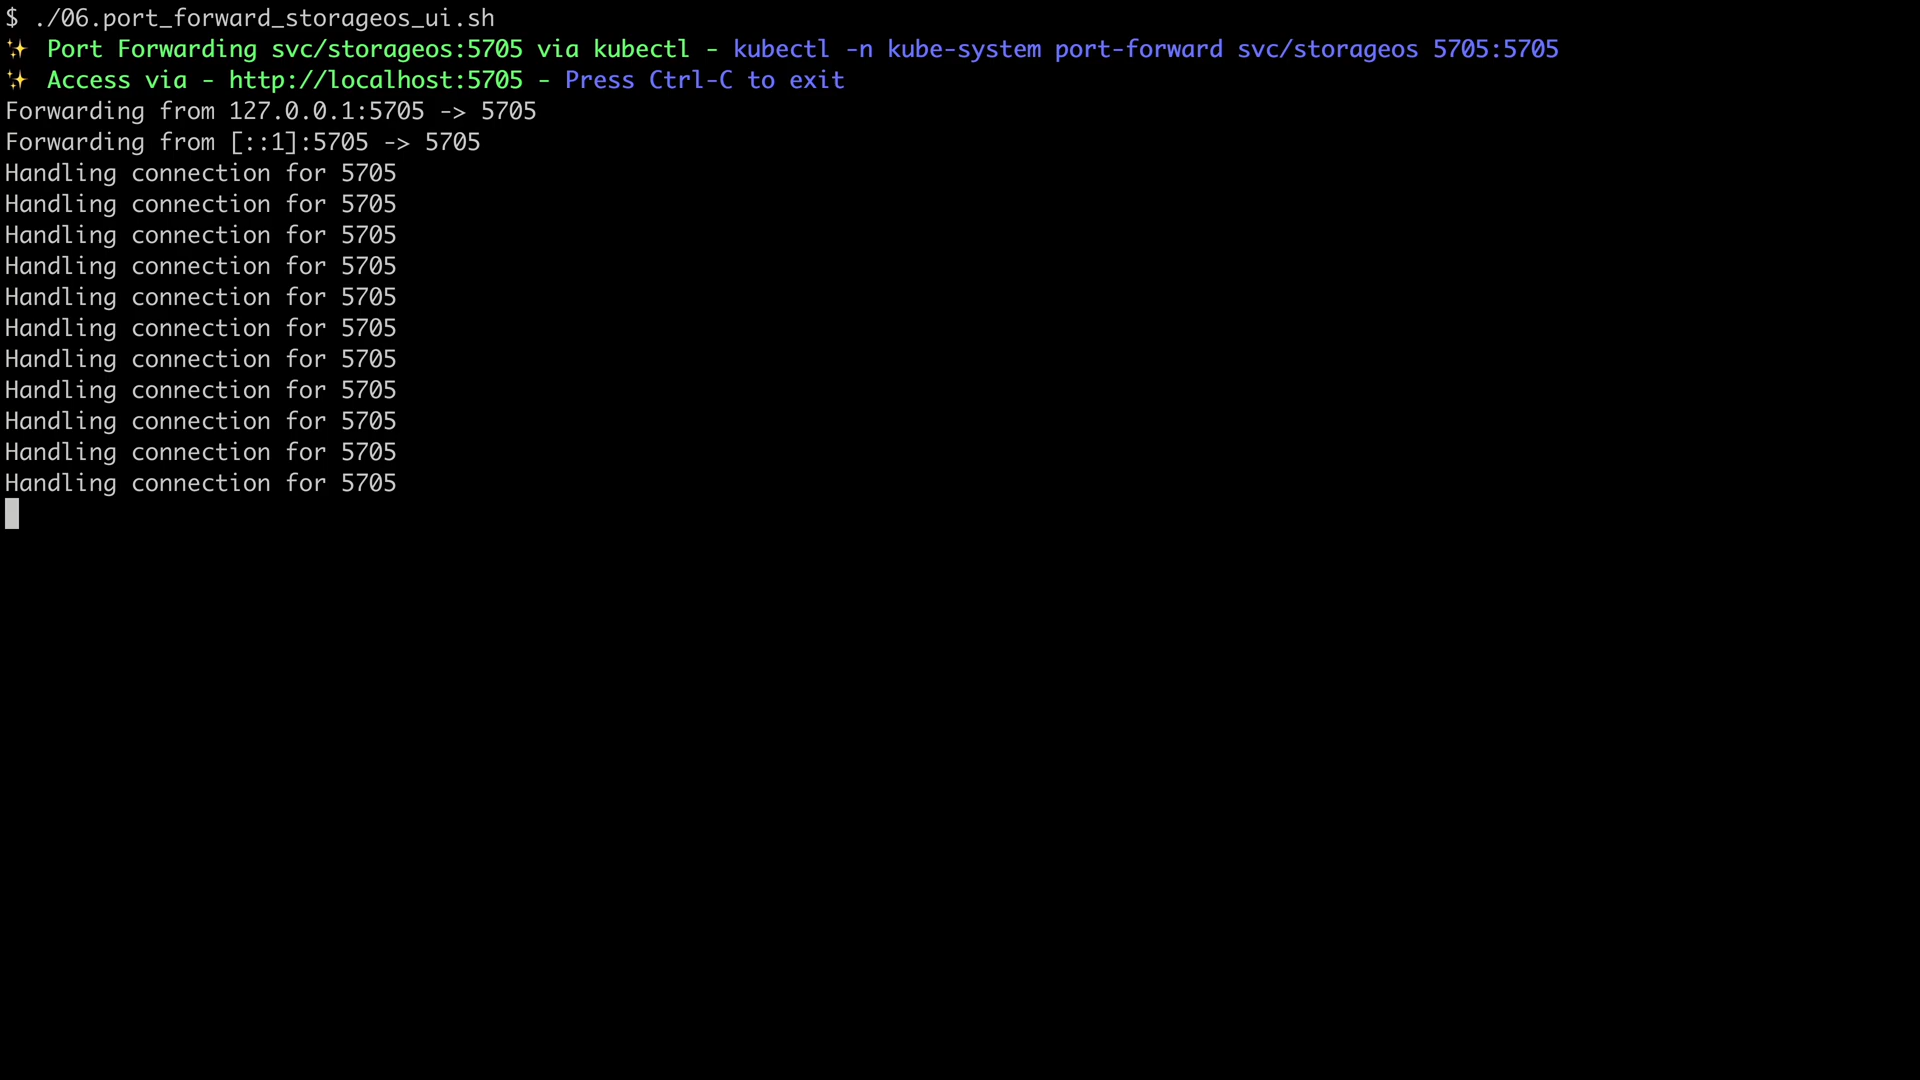 $ ./06.port_forward_storageos_ui.sh
✨ Port Forwarding svc/storageos:5705 via kubectl - kubectl -n kube-system port-forward svc/storageos 5705:5705
✨ Access via - http://localhost:5705 - Press Ctrl-C to exit
Forwarding from 127.0.0.1:5705 -> 5705
Forwarding from [::1]:5705 -> 5705
Handling connection for 5705
Handling connection for 5705
Handling connection for 5705
Handling connection for 5705
Handling connection for 5705
Handling connection for 5705
Handling connection for 5705
Handling connection for 5705
Handling connection for 5705
Handling connection for 5705
Handling connection for 5705